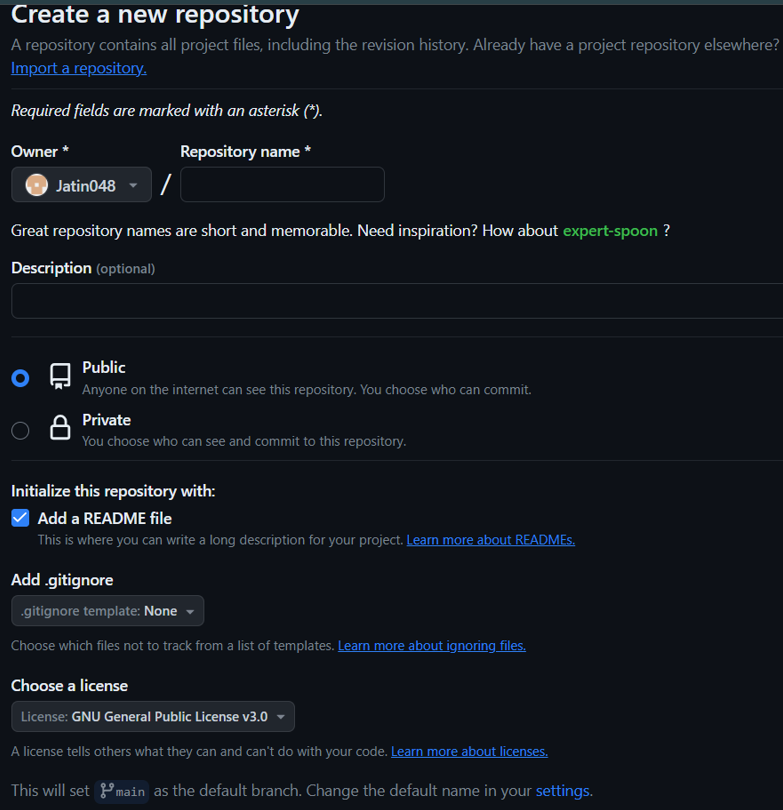 Create a new repository
A repository contains all project files, including the revision history. Already have a project repository elsewhere?
Import a repository.
Required fields are marked with an asterisk (*).
Owner * Repository name *
Jatin048 /
Great repository names are short and memorable. Need inspiration? How about expert-spoon ?
Description (optional)
Public
Anyone on the internet can see this repository. You choose who can commit.
Private
You choose who can see and commit to this repository.
Initialize this repository with:
Add a README file
This is where you can write a long description for your project. Learn more about READMEs.
Add .gitignore
.gitignore template: None
Choose which files not to track from a list of templates. Learn more about ignoring files.
Choose a license
License: GNU General Public License v3.0
A license tells others what they can and can't do with your code. Learn more about licenses.
This will set main as the default branch. Change the default name in your settings.